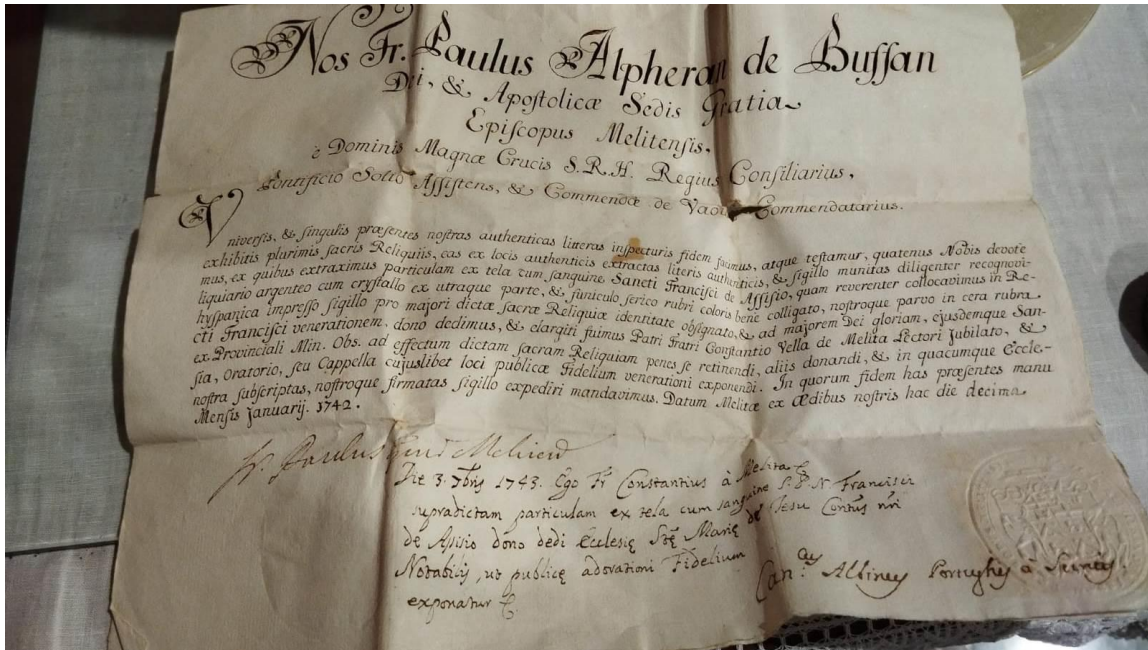 Nos Fr. Paulus Alpheran de Bussan
Dei, & Apostolicæ Sedis Gratia
Episcopus Melitensis.
è Dominis Magnæ Crucis S.R.H. Regius Consiliarius,
Pontificio Solio Assistens, & Commendæ de Commendatarius.
Universis, & singulis præsentes nostras authenticas litteras inspecturis fidem facimus, atque testamur, quatenus Nobis devote
exhibitis plurimis sacris Reliquiis, eas ex locis authenticis extractas literis authenticis, & sigillo munitas diligenter recognovi-
mus, ex quibus extraximus particulam ex tela cum sanguine Sancti Francisci de Assisio, quam reverenter collocavimus in Re-
liquiario argenteo cum crystallo ex utraque parte, & funiculo serico rubri coloris bene colligato, nostroque parvo in cera rubra
hyspanica impresso sigillo pro majori dictæ sacræ Reliquiæ identitate obsignato, & ad majorem Dei gloriam, ejusdemque San-
cti Francisci venerationem, dono dedimus, & elargiti fuimus Patri Fratri Constantio Vella de Melita Lectori Jubilato, &
ex Provinciali Min. Obs. ad effectum dictam sacram Reliquiam penes se retinendi, aliis donandi, & in quacumque Eccle-
sia, Oratorio, seu Cappella cujuslibet loci publicæ Fidelium venerationi exponendi. In quorum fidem has præsentes manu
nostra subscriptas, nostroque firmatas sigillo expediri mandavimus. Datum Melitæ ex Ædibus nostris hac die decima
Mensis Januarij. 1742.
Fr. Paulus
Die 3. 7bris 1743. Ego Fr Constantius à Melita
supradictam particulam ex tela cum sanguine S.P.N Francisci
de Assisio dono dedi Ecclesię Stę Marię de Jesu Contus nri
Notabilis, ut publicę adorationi Fidelium
exponatur